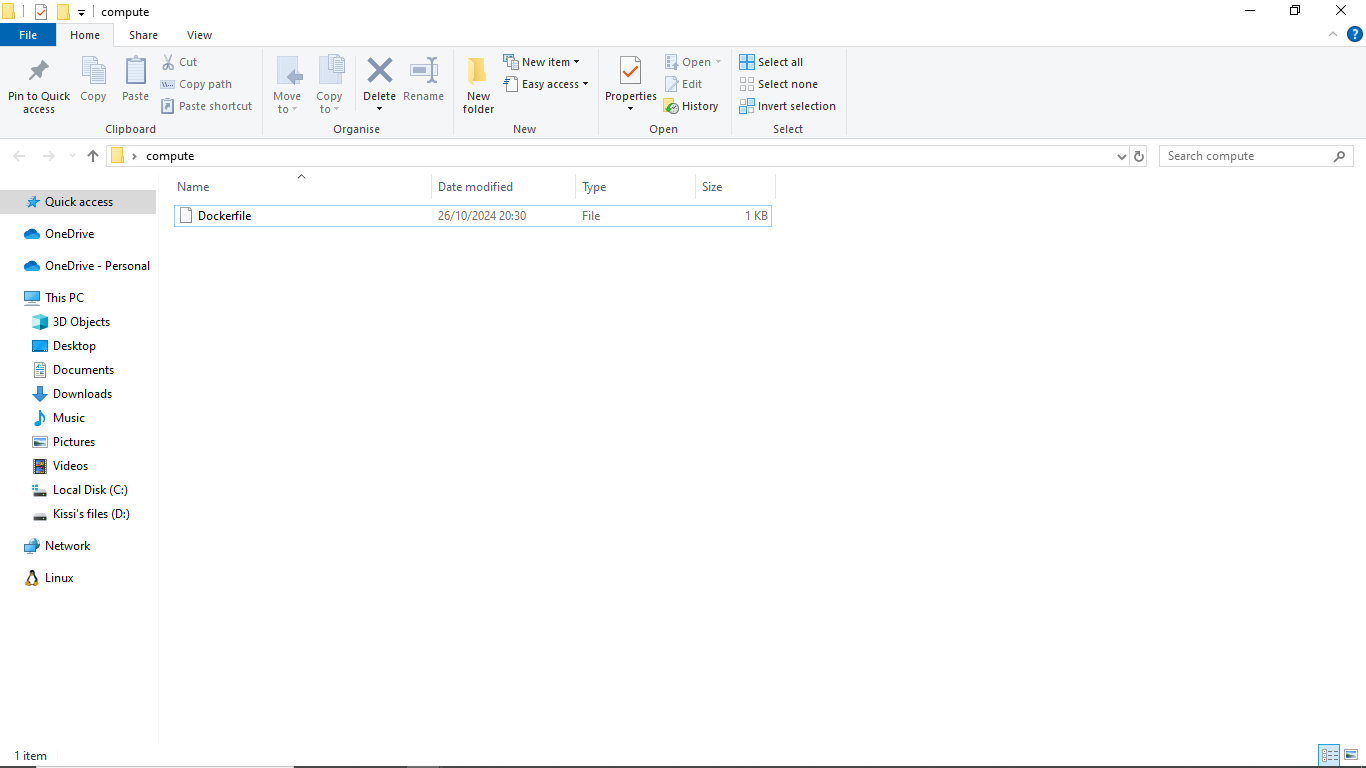 compute
File Home Share View
Pin to Quick access
Copy
Paste
Cut
Copy path
Paste shortcut
Clipboard
Move to
Copy to
Delete
Rename
Organise
New folder
New item
Easy access
New
Properties
Open
Edit
History
Open
Select all
Select none
Invert selection
Select
compute
Search compute
Name Date modified Type Size
Dockerfile 26/10/2024 20:30 File 1 KB
Quick access
OneDrive
OneDrive - Personal
This PC
3D Objects
Desktop
Documents
Downloads
Music
Pictures
Videos
Local Disk (C:)
Kissi's files (D:)
Network
Linux
1 item